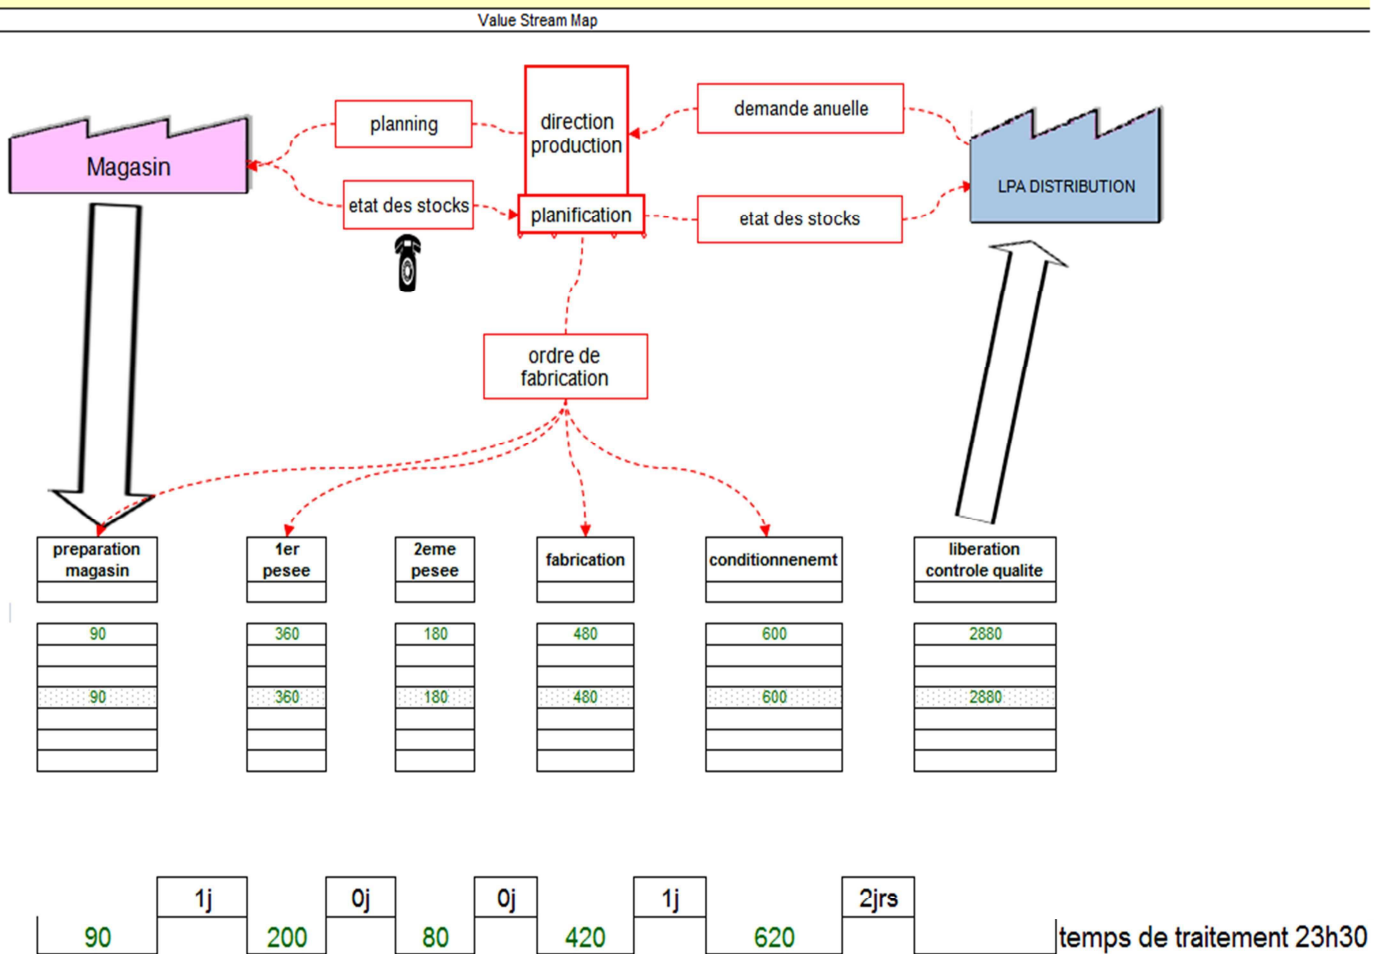 Value Stream Map
planning
direction
production
demande anuelle
Magasin
LPA DISTRIBUTION
etat des stocks
planification
etat des stocks
ordre de
fabrication
preparation
magasin
1er
pesee
2eme
pesee
fabrication
conditionnenemt
liberation
controle qualite
90 360 180 480 600 2880
90 360 180 480 600 2880
1j 0j 0j 1j 2jrs
90 200 80 420 620 temps de traitement 23h30